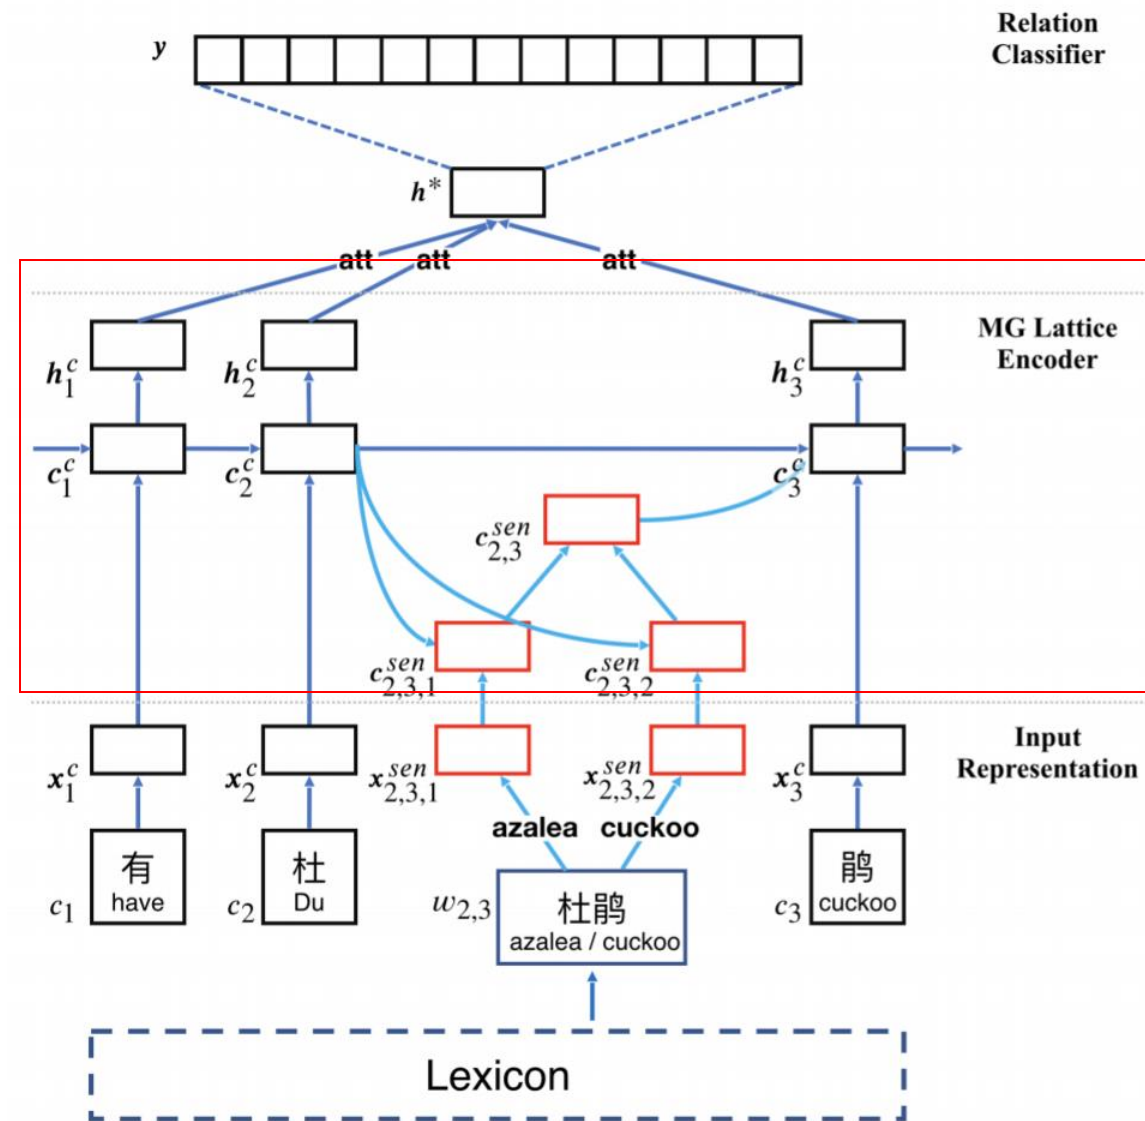 Relation
Classifier
y
h*
att att att
MG Lattice
Encoder
h_1^c h_2^c h_3^c
c_1^c c_2^c c_3^c
c_{2,3}^{sen}
c_{2,3,1}^{sen} c_{2,3,2}^{sen}
Input
Representation
x_1^c x_2^c x_{2,3,1}^{sen} x_{2,3,2}^{sen} x_3^c
azalea cuckoo
c_1 有 have
c_2 杜 Du
w_{2,3} 杜鹃 azalea / cuckoo
c_3 鹃 cuckoo
Lexicon